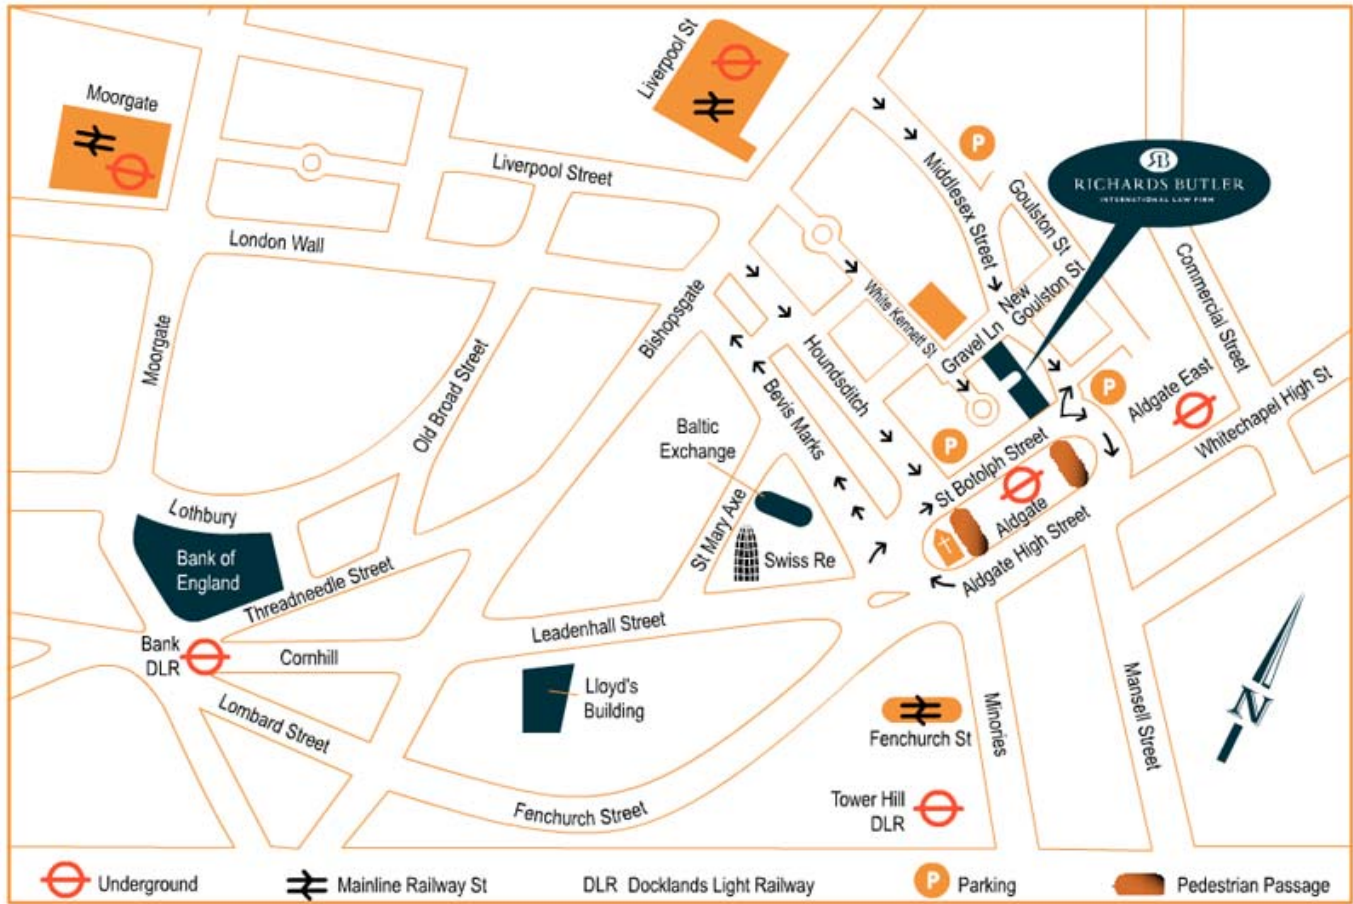 Liverpool St
Moorgate
P
RB
RICHARDS BUTLER
INTERNATIONAL LAW FIRM
Liverpool Street
Middlesex Street
Goulston St
London Wall
Commercial Street
New
Goulston St
White Kennett St
Gravel Ln
Bishopsgate
Moorgate
Old Broad Street
Houndsditch
Bevis Marks
P
Aldgate East
Whitechapel High St
Baltic
Exchange
P
St Botolph Street
Aldgate
Aldgate High Street
St Mary Axe
Swiss Re
Lothbury
Bank of
England
Threadneedle Street
Leadenhall Street
Bank
DLR
Cornhill
Lombard Street
Lloyd's
Building
Fenchurch St
Minories
Mansell Street
N
Fenchurch Street
Tower Hill
DLR
Underground
Mainline Railway St
DLR Docklands Light Railway
P Parking
Pedestrian Passage